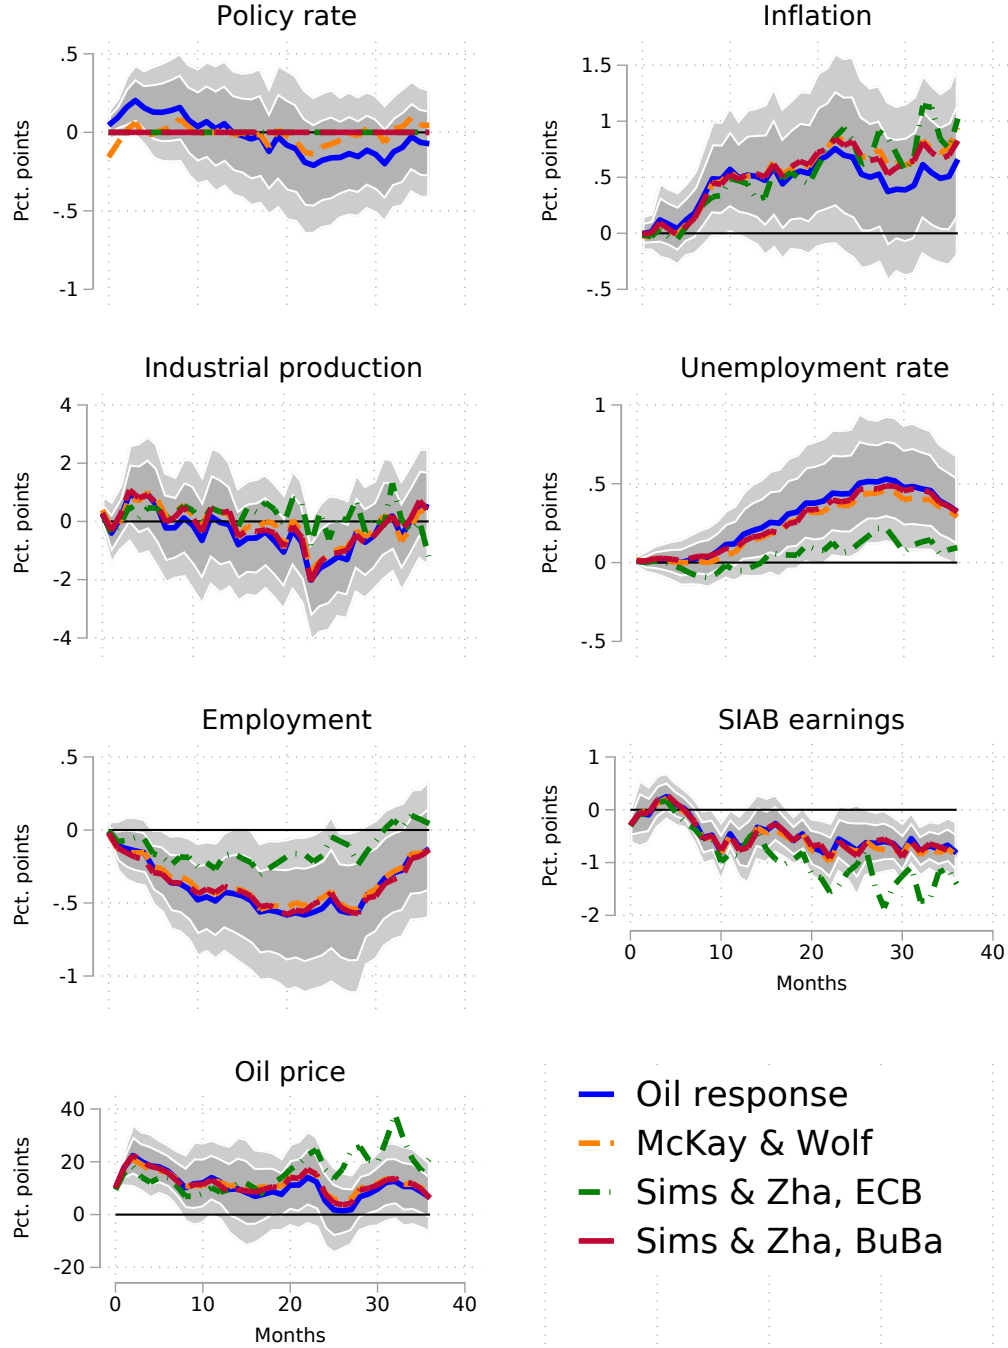 Policy rate
Pct. points
.5
0
-.5
-1
Inflation
Pct. points
1.5
1
.5
0
-.5
Industrial production
Pct. points
4
2
0
-2
-4
Unemployment rate
Pct. points
1
.5
0
-.5
Employment
Pct. points
.5
0
-.5
-1
SIAB earnings
Pct. points
1
0
-1
-2
0 10 20 30 40
Months
Oil price
Pct. points
40
20
0
-20
0 10 20 30 40
Months
Oil response
McKay & Wolf
Sims & Zha, ECB
Sims & Zha, BuBa